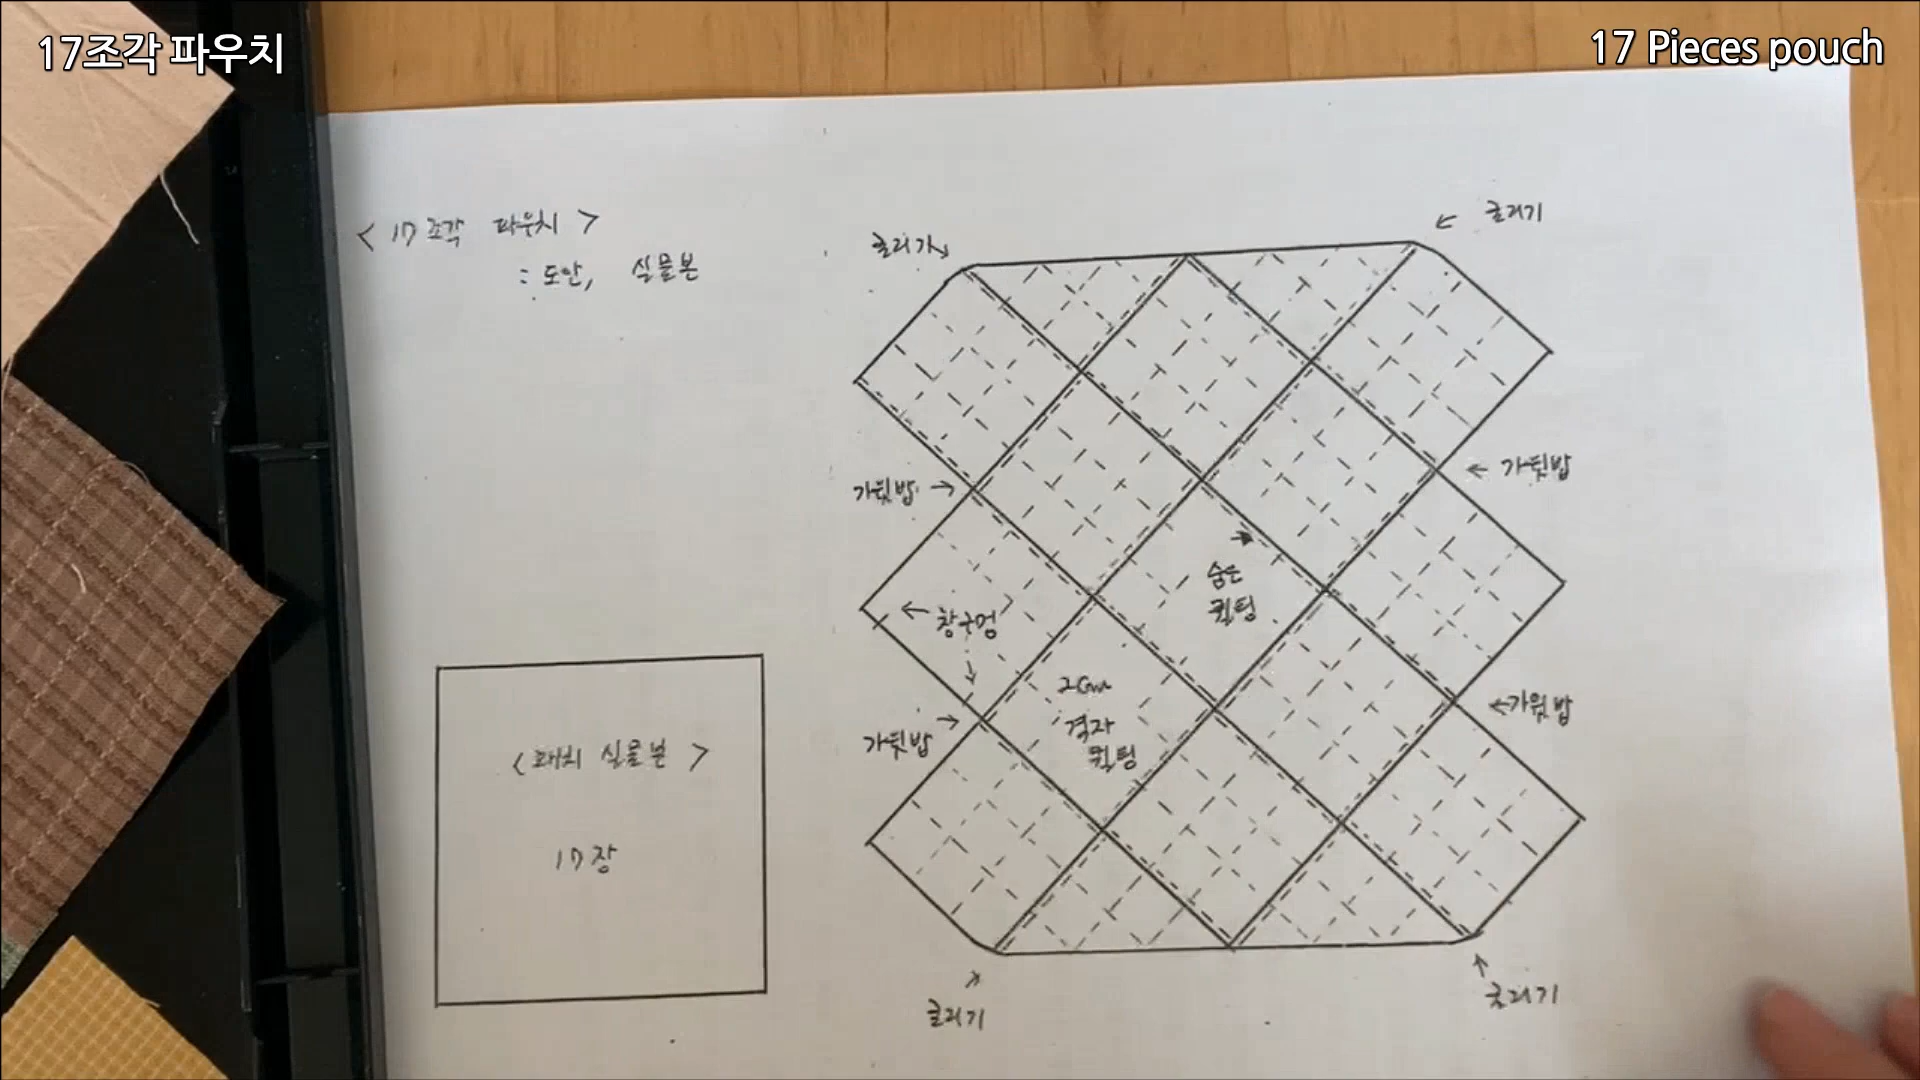 17조각 파우치
17 Pieces pouch
< 17조각 파우치 >
: 도안, 실물본
굴리기
굴리기
가윗밥
가윗밥
숨은
퀼팅
창구멍
2cm
격자
퀼팅
가윗밥
가윗밥
< 패치 실물본 >
17장
굴리기
굴리기